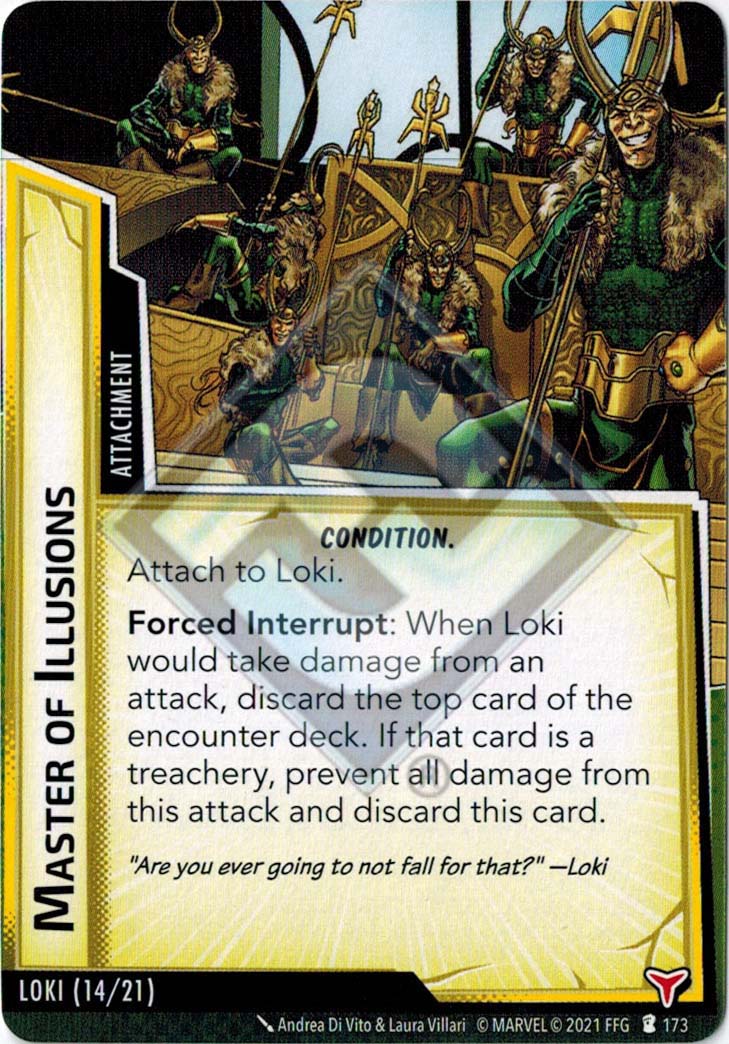 ATTACHMENT
MASTER OF ILLUSIONS
CONDITION.
Attach to Loki.
Forced Interrupt: When Loki
would take damage from an
attack, discard the top card of the
encounter deck. If that card is a
treachery, prevent all damage from
this attack and discard this card.
"Are you ever going to not fall for that?" —Loki
LOKI (14/21)
Andrea Di Vito & Laura Villari © MARVEL © 2021 FFG 173